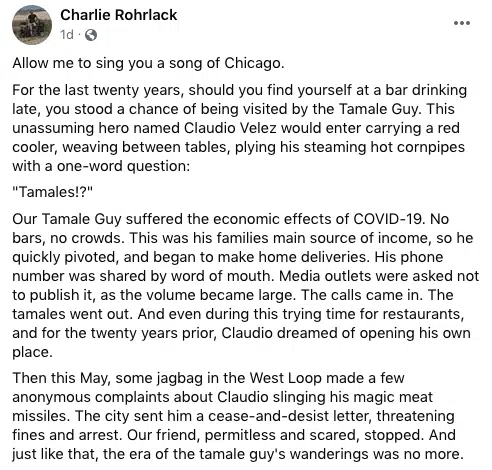 Charlie Rohrlack
1d ·
Allow me to sing you a song of Chicago.
For the last twenty years, should you find yourself at a bar drinking
late, you stood a chance of being visited by the Tamale Guy. This
unassuming hero named Claudio Velez would enter carrying a red
cooler, weaving between tables, plying his steaming hot cornpipes
with a one-word question:
"Tamales!?"
Our Tamale Guy suffered the economic effects of COVID-19. No
bars, no crowds. This was his families main source of income, so he
quickly pivoted, and began to make home deliveries. His phone
number was shared by word of mouth. Media outlets were asked not
to publish it, as the volume became large. The calls came in. The
tamales went out. And even during this trying time for restaurants,
and for the twenty years prior, Claudio dreamed of opening his own
place.
Then this May, some jagbag in the West Loop made a few
anonymous complaints about Claudio slinging his magic meat
missiles. The city sent him a cease-and-desist letter, threatening
fines and arrest. Our friend, permitless and scared, stopped. And
just like that, the era of the tamale guy's wanderings was no more.